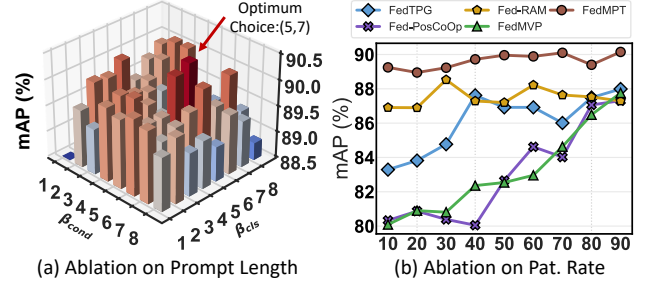 Optimum
Choice:(5,7)
mAP (%)
90.5
90.0
89.5
89.0
88.5
1 2 3 4 5 6 7 8
β_cond
1 2 3 4 5 6 7 8
β_cls
(a) Ablation on Prompt Length
FedTPG Fed-RAM FedMPT
Fed-PosCoOp FedMVP
mAP (%)
90
88
86
84
82
80
10 20 30 40 50 60 70 80 90
(b) Ablation on Pat. Rate